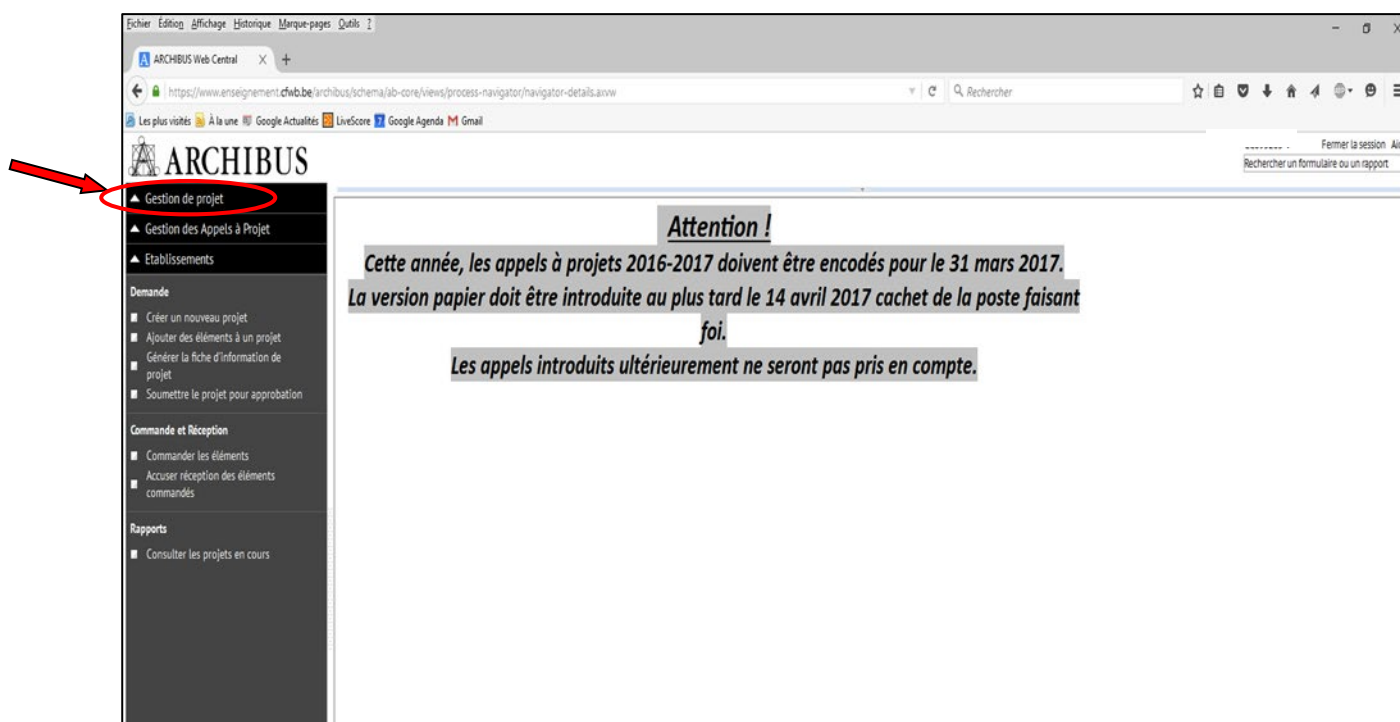 Fichier Édition Affichage Historique Marque-pages Outils ?
ARCHIBUS Web Central
https://www.enseignement.cfwb.be/archibus/schema/ab-core/views/process-navigator/navigator-details.axvw
Rechercher
Les plus visités À la une Google Actualités LiveScore Google Agenda Gmail
ARCHIBUS
Fermer la session Aid
Rechercher un formulaire ou un rapport
Gestion de projet
Gestion des Appels à Projet
Etablissements
Demande
Créer un nouveau projet
Ajouter des éléments à un projet
Générer la fiche d'information de
projet
Soumettre le projet pour approbation
Commande et Réception
Commander les éléments
Accuser réception des éléments
commandés
Rapports
Consulter les projets en cours
Attention !
Cette année, les appels à projets 2016-2017 doivent être encodés pour le 31 mars 2017.
La version papier doit être introduite au plus tard le 14 avril 2017 cachet de la poste faisant
foi.
Les appels introduits ultérieurement ne seront pas pris en compte.